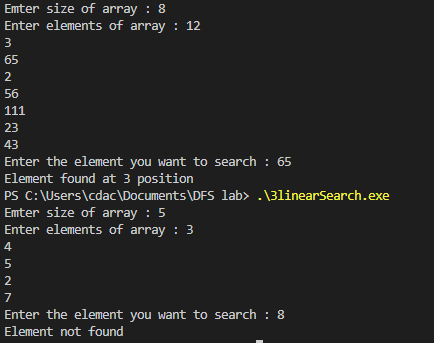 Emter size of array : 8
Enter elements of array : 12
3
65
2
56
111
23
43
Enter the element you want to search : 65
Element found at 3 position
PS C:\Users\cdac\Documents\DFS lab> .\3linearSearch.exe
Emter size of array : 5
Enter elements of array : 3
4
5
2
7
Enter the element you want to search : 8
Element not found